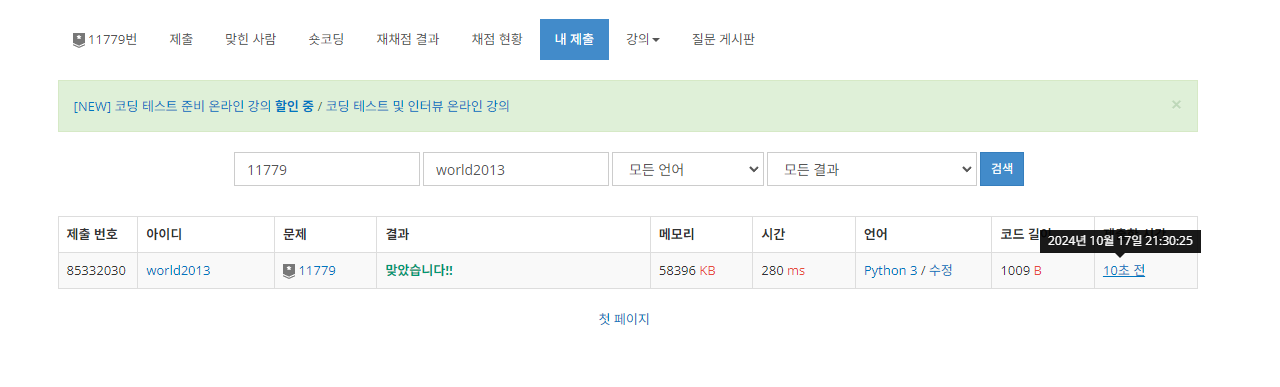 11779번 제출 맞힌 사람 숏코딩 재채점 결과 채점 현황 내 제출 강의 질문 게시판
[NEW] 코딩 테스트 준비 온라인 강의 할인 중 / 코딩 테스트 및 인터뷰 온라인 강의 ×
11779 world2013 모든 언어 모든 결과 검색
제출 번호 아이디 문제 결과 메모리 시간 언어 코드
2024년 10월 17일 21:30:25
85332030 world2013 11779 맞았습니다!! 58396 KB 280 ms Python 3 / 수정 1009 B 10초 전
첫 페이지